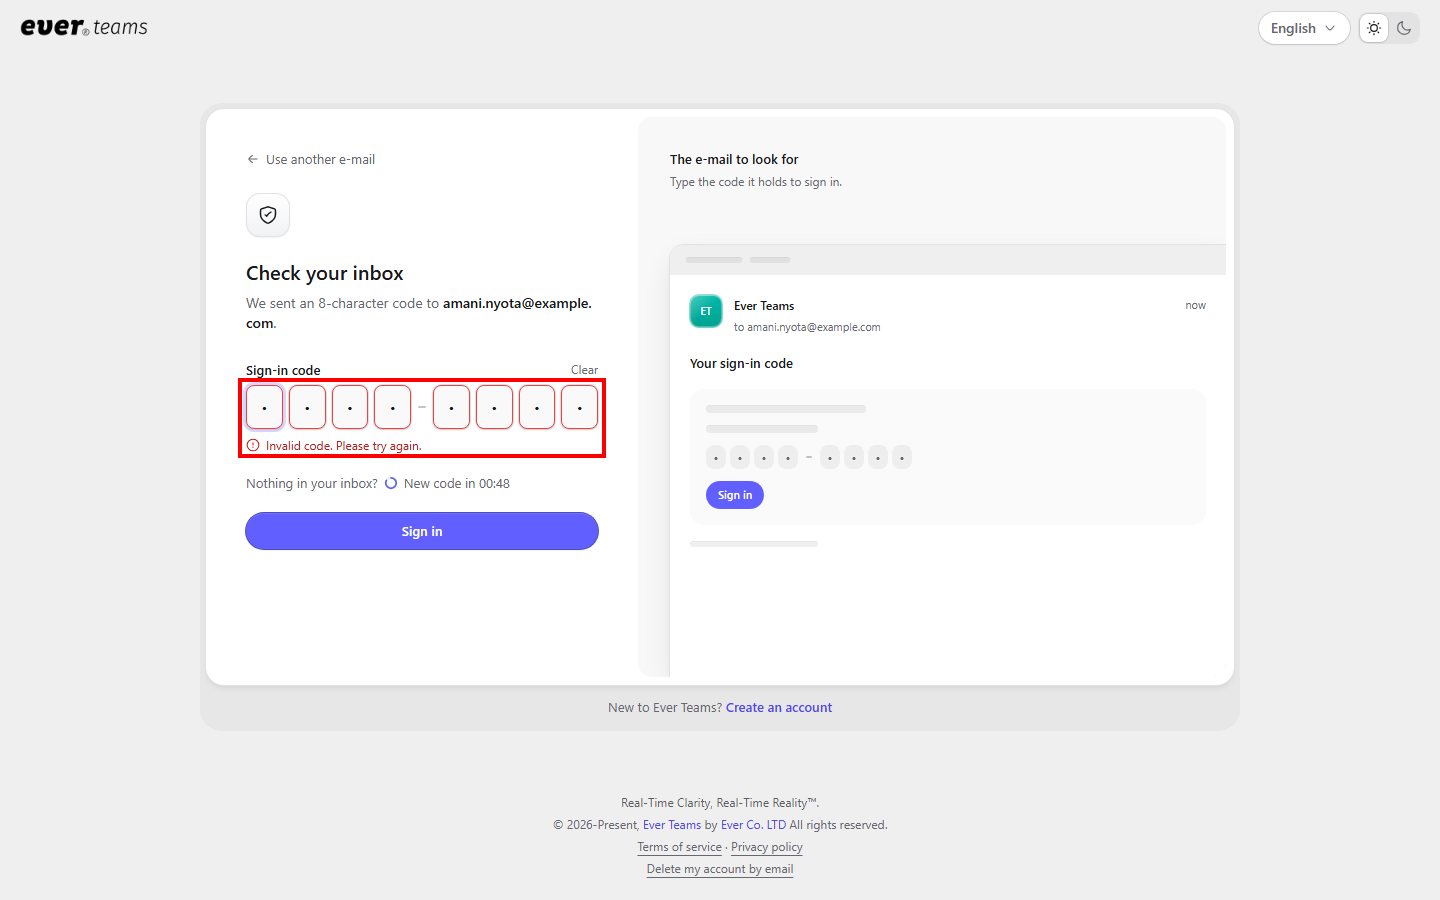 ever® teams
English
Use another e-mail
Check your inbox
We sent an 8-character code to amani.nyota@example.
com.
Sign-in code
Clear
Invalid code. Please try again.
Nothing in your inbox? New code in 00:48
Sign in
The e-mail to look for
Type the code it holds to sign in.
ET
Ever Teams
now
to amani.nyota@example.com
Your sign-in code
Sign in
New to Ever Teams? Create an account
Real-Time Clarity, Real-Time Reality™.
© 2026-Present, Ever Teams by Ever Co. LTD All rights reserved.
Terms of service · Privacy policy
Delete my account by email